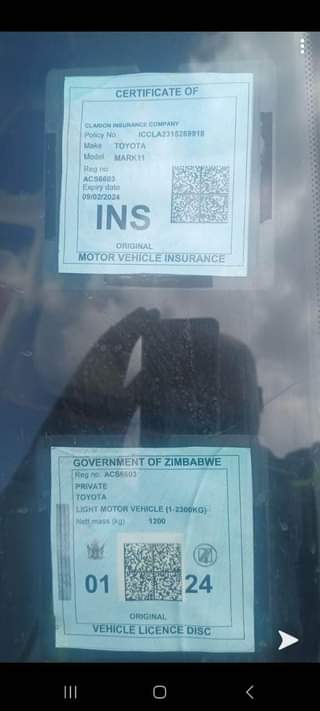 CERTIFICATE OF
CLARION INSURANCE COMPANY
Policy No ICCLA2315269918
Make TOYOTA
Model MARK11
Reg no
ACS6603
Expiry date
09/02/2024
INS
ORIGINAL
MOTOR VEHICLE INSURANCE
GOVERNMENT OF ZIMBABWE
Reg no: ACS6603
PRIVATE
TOYOTA
LIGHT MOTOR VEHICLE (1-2300KG)
Nett mass (kg) 1200
01 24
ORIGINAL
VEHICLE LICENCE DISC